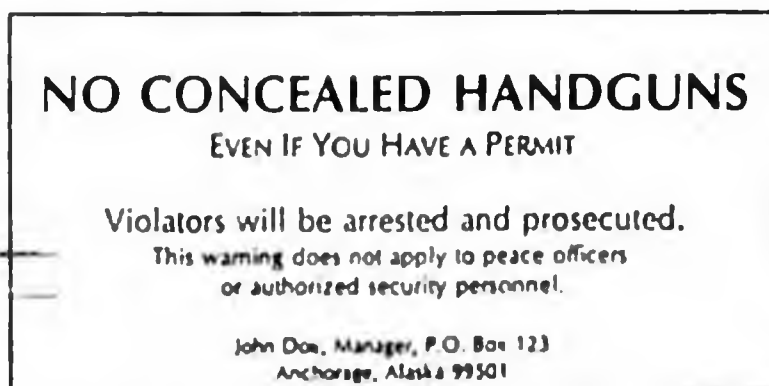 NO CONCEALED HANDGUNS
EVEN IF YOU HAVE A PERMIT
Violators will be arrested and prosecuted.
This warning does not apply to peace officers
or authorized security personnel.
John Doe, Manager, P.O. Box 123
Anchorage, Alaska 99501